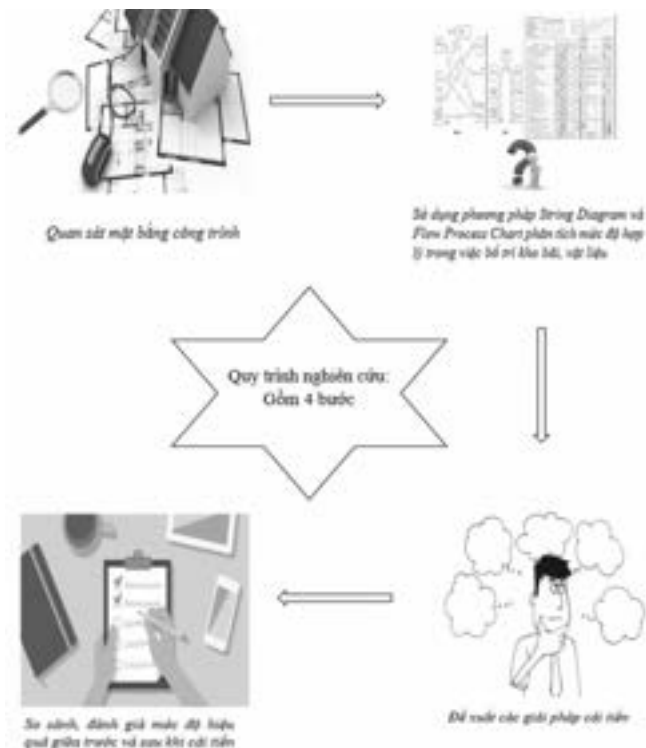 Quan sát mặt bằng công trình
Sử dụng phương pháp String Diagram và
Flow Process Chart phân tích mức độ hợp
lý trong việc bố trí kho bãi, vật liệu
Quy trình nghiên cứu:
Gồm 4 bước
Đề xuất các giải pháp cải tiến
So sánh, đánh giá mức độ hiệu
quả giữa trước và sau khi cải tiến